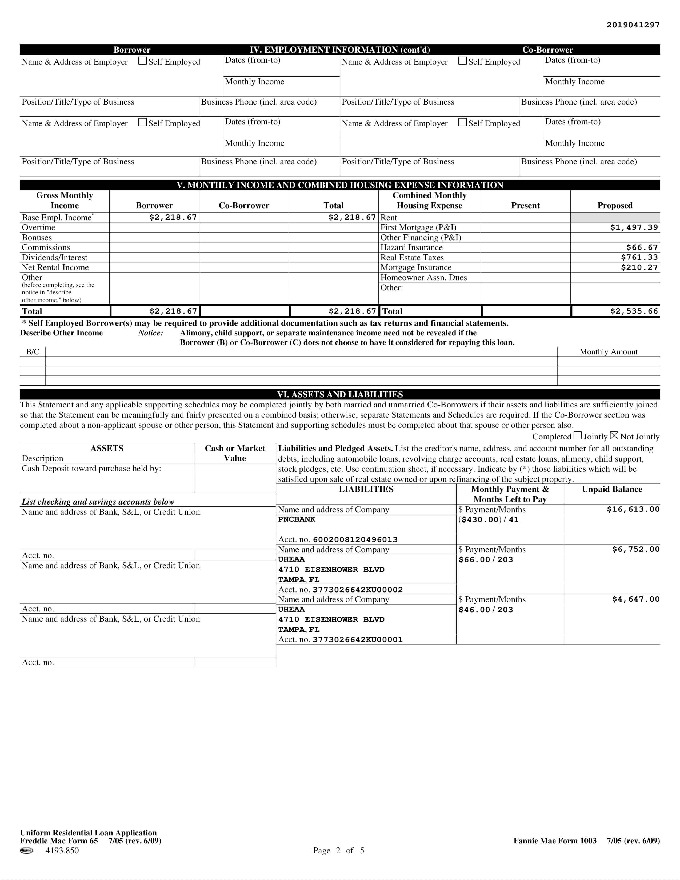 2019041297
Borrower IV. EMPLOYMENT INFORMATION (cont'd) Co-Borrower
Name & Address of Employer ☐ Self Employed Dates (from-to) Name & Address of Employer ☐ Self Employed Dates (from-to)
Monthly Income Monthly Income
Position/Title/Type of Business Business Phone (incl. area code) Position/Title/Type of Business Business Phone (incl. area code)
Name & Address of Employer ☐ Self Employed Dates (from-to) Name & Address of Employer ☐ Self Employed Dates (from-to)
Monthly Income Monthly Income
Position/Title/Type of Business Business Phone (incl. area code) Position/Title/Type of Business Business Phone (incl. area code)
V. MONTHLY INCOME AND COMBINED HOUSING EXPENSE INFORMATION
Gross Monthly Income Borrower Co-Borrower Total Combined Monthly Housing Expense Present Proposed
Base Empl. Income* $2,218.67 $2,218.67 Rent
Overtime First Mortgage (P&I) $1,497.39
Bonuses Other Financing (P&I)
Commissions Hazard Insurance $66.67
Dividends/Interest Real Estate Taxes $761.33
Net Rental Income Mortgage Insurance $210.27
Other Homeowner Assn. Dues
(before completing, see the Other
notice in "describe
other income," below)
Total $2,218.67 $2,218.67 Total $2,535.66
* Self Employed Borrower(s) may be required to provide additional documentation such as tax returns and financial statements.
Describe Other Income Notice: Alimony, child support, or separate maintenance income need not be revealed if the
Borrower (B) or Co-Borrower (C) does not choose to have it considered for repaying this loan.
B/C Monthly Amount
VI. ASSETS AND LIABILITIES
This Statement and any applicable supporting schedules may be completed jointly by both married and unmarried Co-Borrowers if their assets and liabilities are sufficiently joined
so that the Statement can be meaningfully and fairly presented on a combined basis; otherwise, separate Statements and Schedules are required. If the Co-Borrower section was
completed about a non-applicant spouse or other person, this Statement and supporting schedules must be completed about that spouse or other person also.
Completed ☐ Jointly ☒ Not Jointly
ASSETS Cash or Market Value
Description
Cash Deposit toward purchase held by:
Liabilities and Pledged Assets. List the creditor's name, address, and account number for all outstanding
debts, including automobile loans, revolving charge accounts, real estate loans, alimony, child support,
stock pledges, etc. Use continuation sheet, if necessary. Indicate by (*) those liabilities which will be
satisfied upon sale of real estate owned or upon refinancing of the subject property.
LIABILITIES Monthly Payment & Months Left to Pay Unpaid Balance
List checking and savings accounts below
Name and address of Bank, S&L, or Credit Union
Acct. no.
Name and address of Company $ Payment/Months $16,613.00
PNCBANK ($430.00)/41
Acct. no. 6002008120496013
Name and address of Bank, S&L, or Credit Union
Acct. no.
Name and address of Company $ Payment/Months $6,752.00
UHEAA $66.00/203
4710 EISENHOWER BLVD
TAMPA, FL
Acct. no. 3773026642KU00002
Name and address of Bank, S&L, or Credit Union
Acct. no.
Name and address of Company $ Payment/Months $4,647.00
UHEAA $46.00/203
4710 EISENHOWER BLVD
TAMPA, FL
Acct. no. 3773026642KU00001
Uniform Residential Loan Application
Freddie Mac Form 65 7/05 (rev. 6/09) Fannie Mae Form 1003 7/05 (rev. 6/09)
4193.850 Page 2 of 5